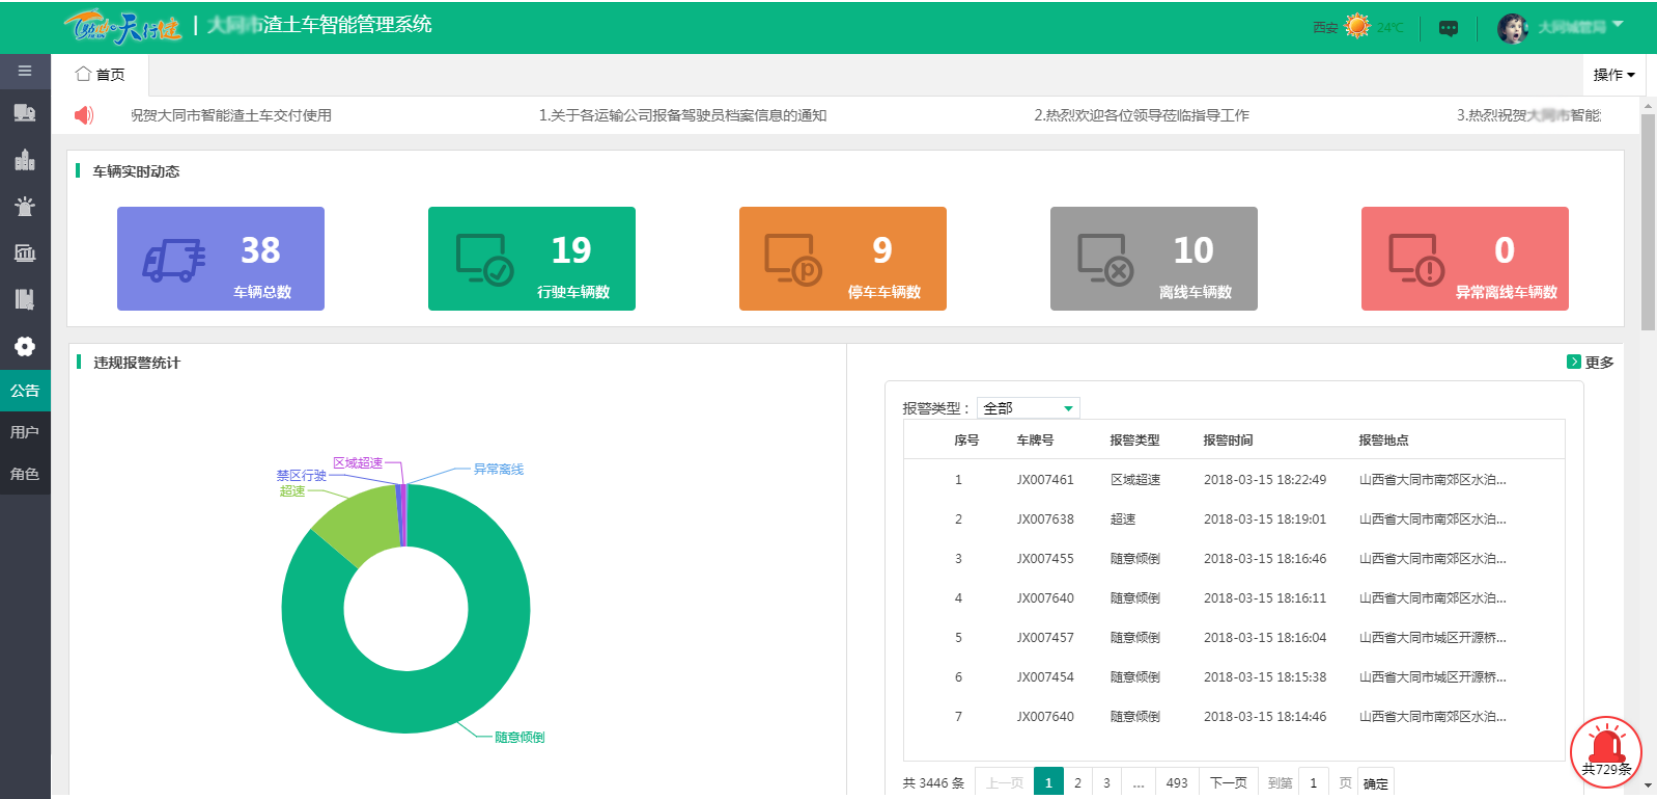 天行健 | 大同市渣土车智能管理系统
西安 24℃ 大同城管局
首页 操作
祝贺大同市智能渣土车交付使用 1.关于各运输公司报备驾驶员档案信息的通知 2.热烈欢迎各位领导莅临指导工作 3.热烈祝贺大同市智能
车辆实时动态
38 车辆总数
19 行驶车辆数
9 停车车辆数
10 离线车辆数
0 异常离线车辆数
公告
用户
角色
违规报警统计
区域超速
禁区行驶
超速
异常离线
随意倾倒
更多
报警类型： 全部
序号 车牌号 报警类型 报警时间 报警地点
1 JX007461 区域超速 2018-03-15 18:22:49 山西省大同市南郊区水泊...
2 JX007638 超速 2018-03-15 18:19:01 山西省大同市南郊区水泊...
3 JX007455 随意倾倒 2018-03-15 18:16:46 山西省大同市南郊区水泊...
4 JX007640 随意倾倒 2018-03-15 18:16:11 山西省大同市南郊区水泊...
5 JX007457 随意倾倒 2018-03-15 18:16:04 山西省大同市城区开源桥...
6 JX007454 随意倾倒 2018-03-15 18:15:38 山西省大同市城区开源桥...
7 JX007640 随意倾倒 2018-03-15 18:14:46 山西省大同市南郊区水泊...
共 3446 条 上一页 1 2 3 ... 493 下一页 到第 1 页 确定
共729条